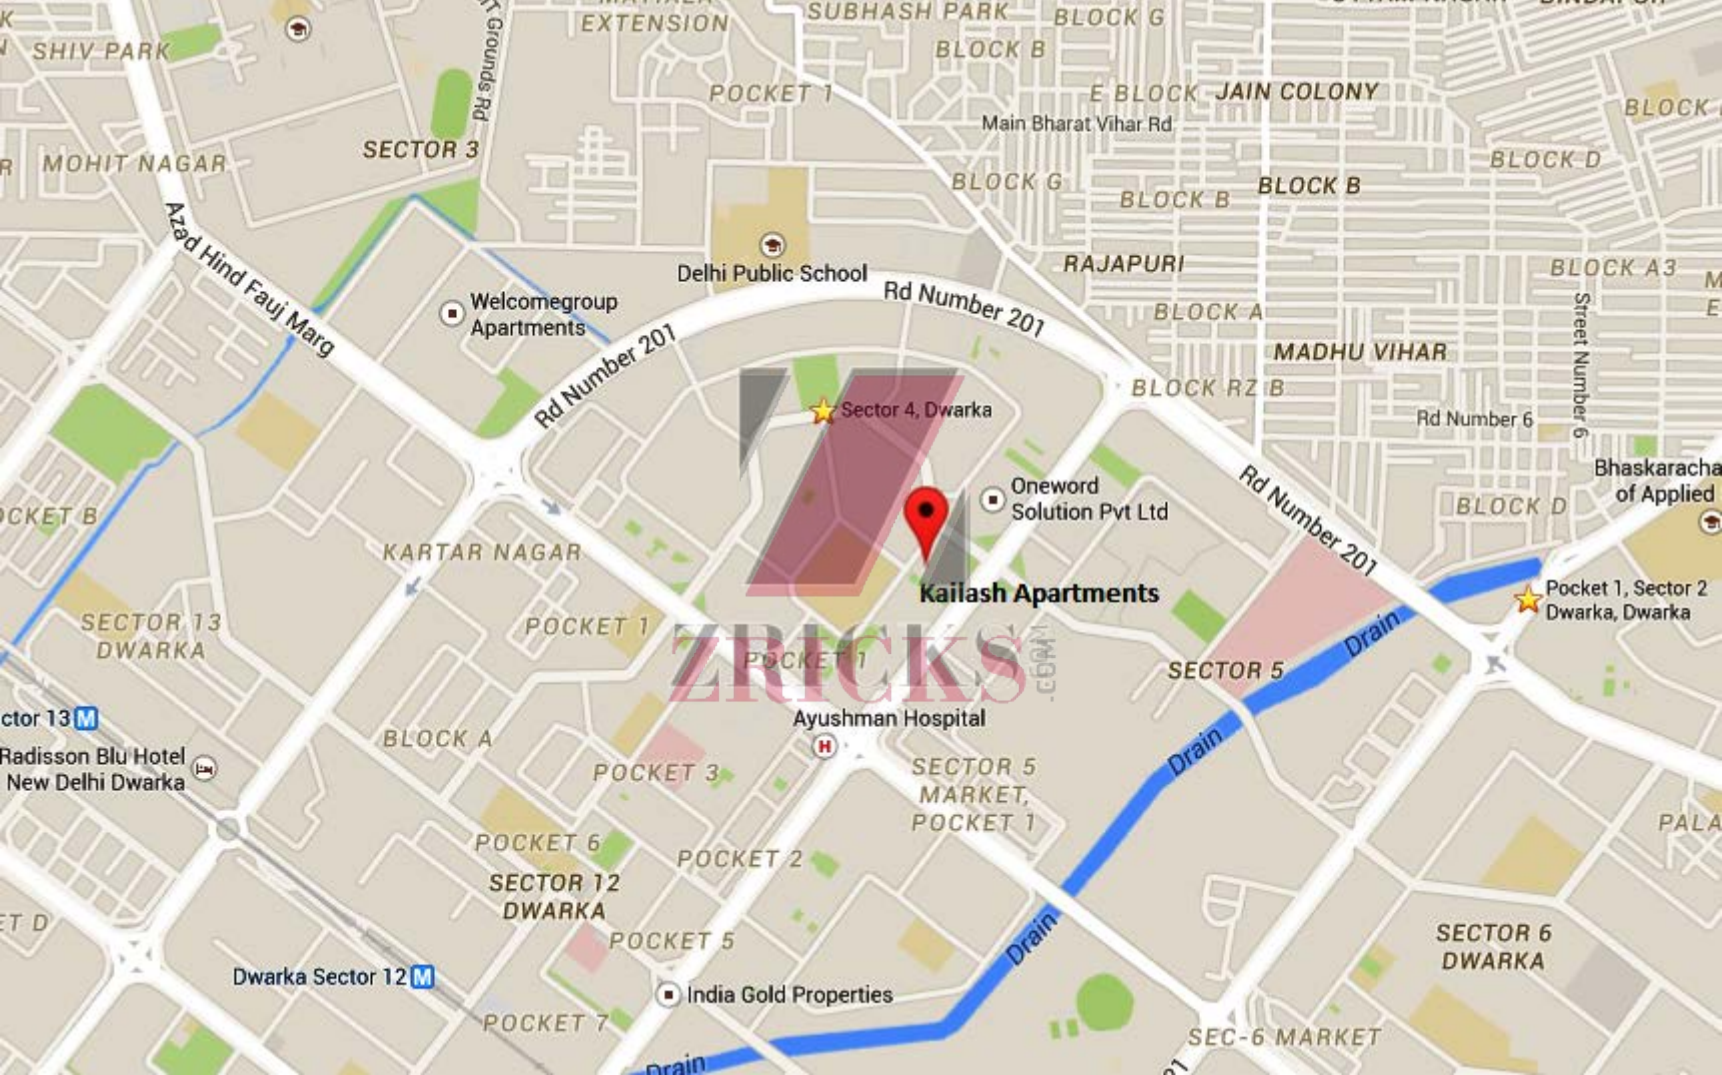 EXTENSION
SUBHASH PARK
BLOCK G
SHIV PARK
BLOCK B
Grounds Rd
POCKET 1
E BLOCK
JAIN COLONY
BLOCK
Main Bharat Vihar Rd
SECTOR 3
MOHIT NAGAR
BLOCK D
BLOCK G
BLOCK B
BLOCK B
Azad Hind Fauj Marg
Delhi Public School
RAJAPURI
BLOCK A3
Welcomegroup
Apartments
Rd Number 201
Rd Number 201
BLOCK A
Street Number 6
MADHU VIHAR
BLOCK RZ B
Sector 4, Dwarka
Rd Number 6
Oneword
Solution Pvt Ltd
Rd Number 201
Bhaskaracha
of Applied
BLOCK D
OCKET B
KARTAR NAGAR
Kailash Apartments
Pocket 1, Sector 2
Dwarka, Dwarka
SECTOR 13
DWARKA
POCKET 1
Drain
POCKET 1
ZRICKS
.COM
SECTOR 5
ctor 13 M
Ayushman Hospital
H
BLOCK A
Drain
Radisson Blu Hotel
New Delhi Dwarka
POCKET 3
SECTOR 5
MARKET,
POCKET 1
PALA
POCKET 6
POCKET 2
SECTOR 12
DWARKA
ET D
POCKET 5
Drain
SECTOR 6
DWARKA
Dwarka Sector 12 M
India Gold Properties
POCKET 7
SEC-6 MARKET
Drain